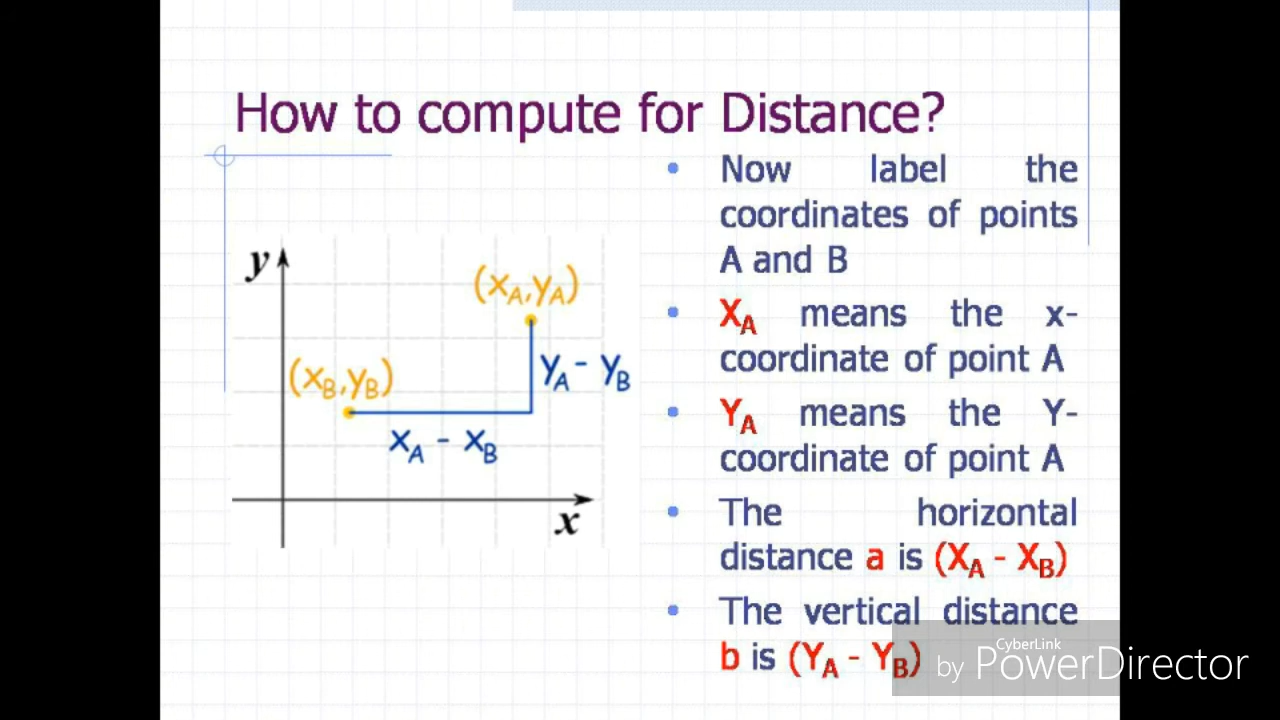 How to compute for Distance?
y
(xA,yA)
(xB,yB)
yA - yB
xA - xB
x
• Now label the
coordinates of points
A and B
• XA means the x-
coordinate of point A
• YA means the Y-
coordinate of point A
• The horizontal
distance a is (XA - XB)
• The vertical distance
b is (YA - YB)
CyberLink
by PowerDirector